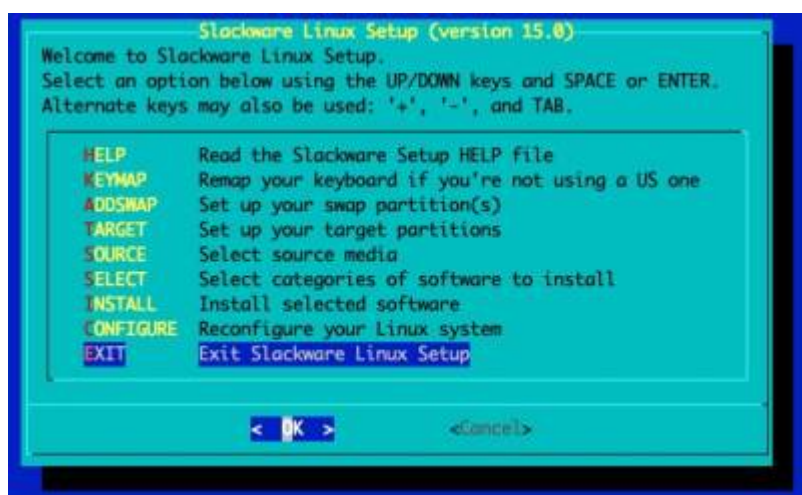 Slackware Linux Setup (version 15.0)
Welcome to Slackware Linux Setup.
Select an option below using the UP/DOWN keys and SPACE or ENTER.
Alternate keys may also be used: '+', '-', and TAB.
HELP Read the Slackware Setup HELP file
KEYMAP Remap your keyboard if you're not using a US one
ADDSWAP Set up your swap partition(s)
TARGET Set up your target partitions
SOURCE Select source media
SELECT Select categories of software to install
INSTALL Install selected software
CONFIGURE Reconfigure your Linux system
EXIT Exit Slackware Linux Setup
< OK > <Cancel>